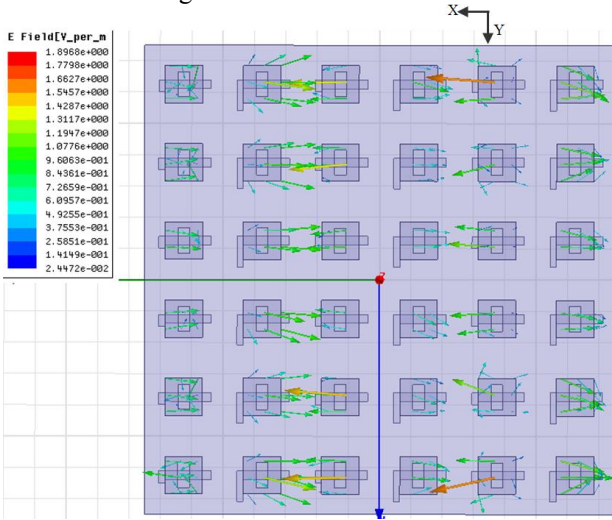 X
Y
E Field[V_per_m
1.8968e+000
1.7798e+000
1.6627e+000
1.5457e+000
1.4287e+000
1.3117e+000
1.1947e+000
1.0776e+000
9.6063e-001
8.4361e-001
7.2659e-001
6.0957e-001
4.9255e-001
3.7553e-001
2.5851e-001
1.4149e-001
2.4472e-002